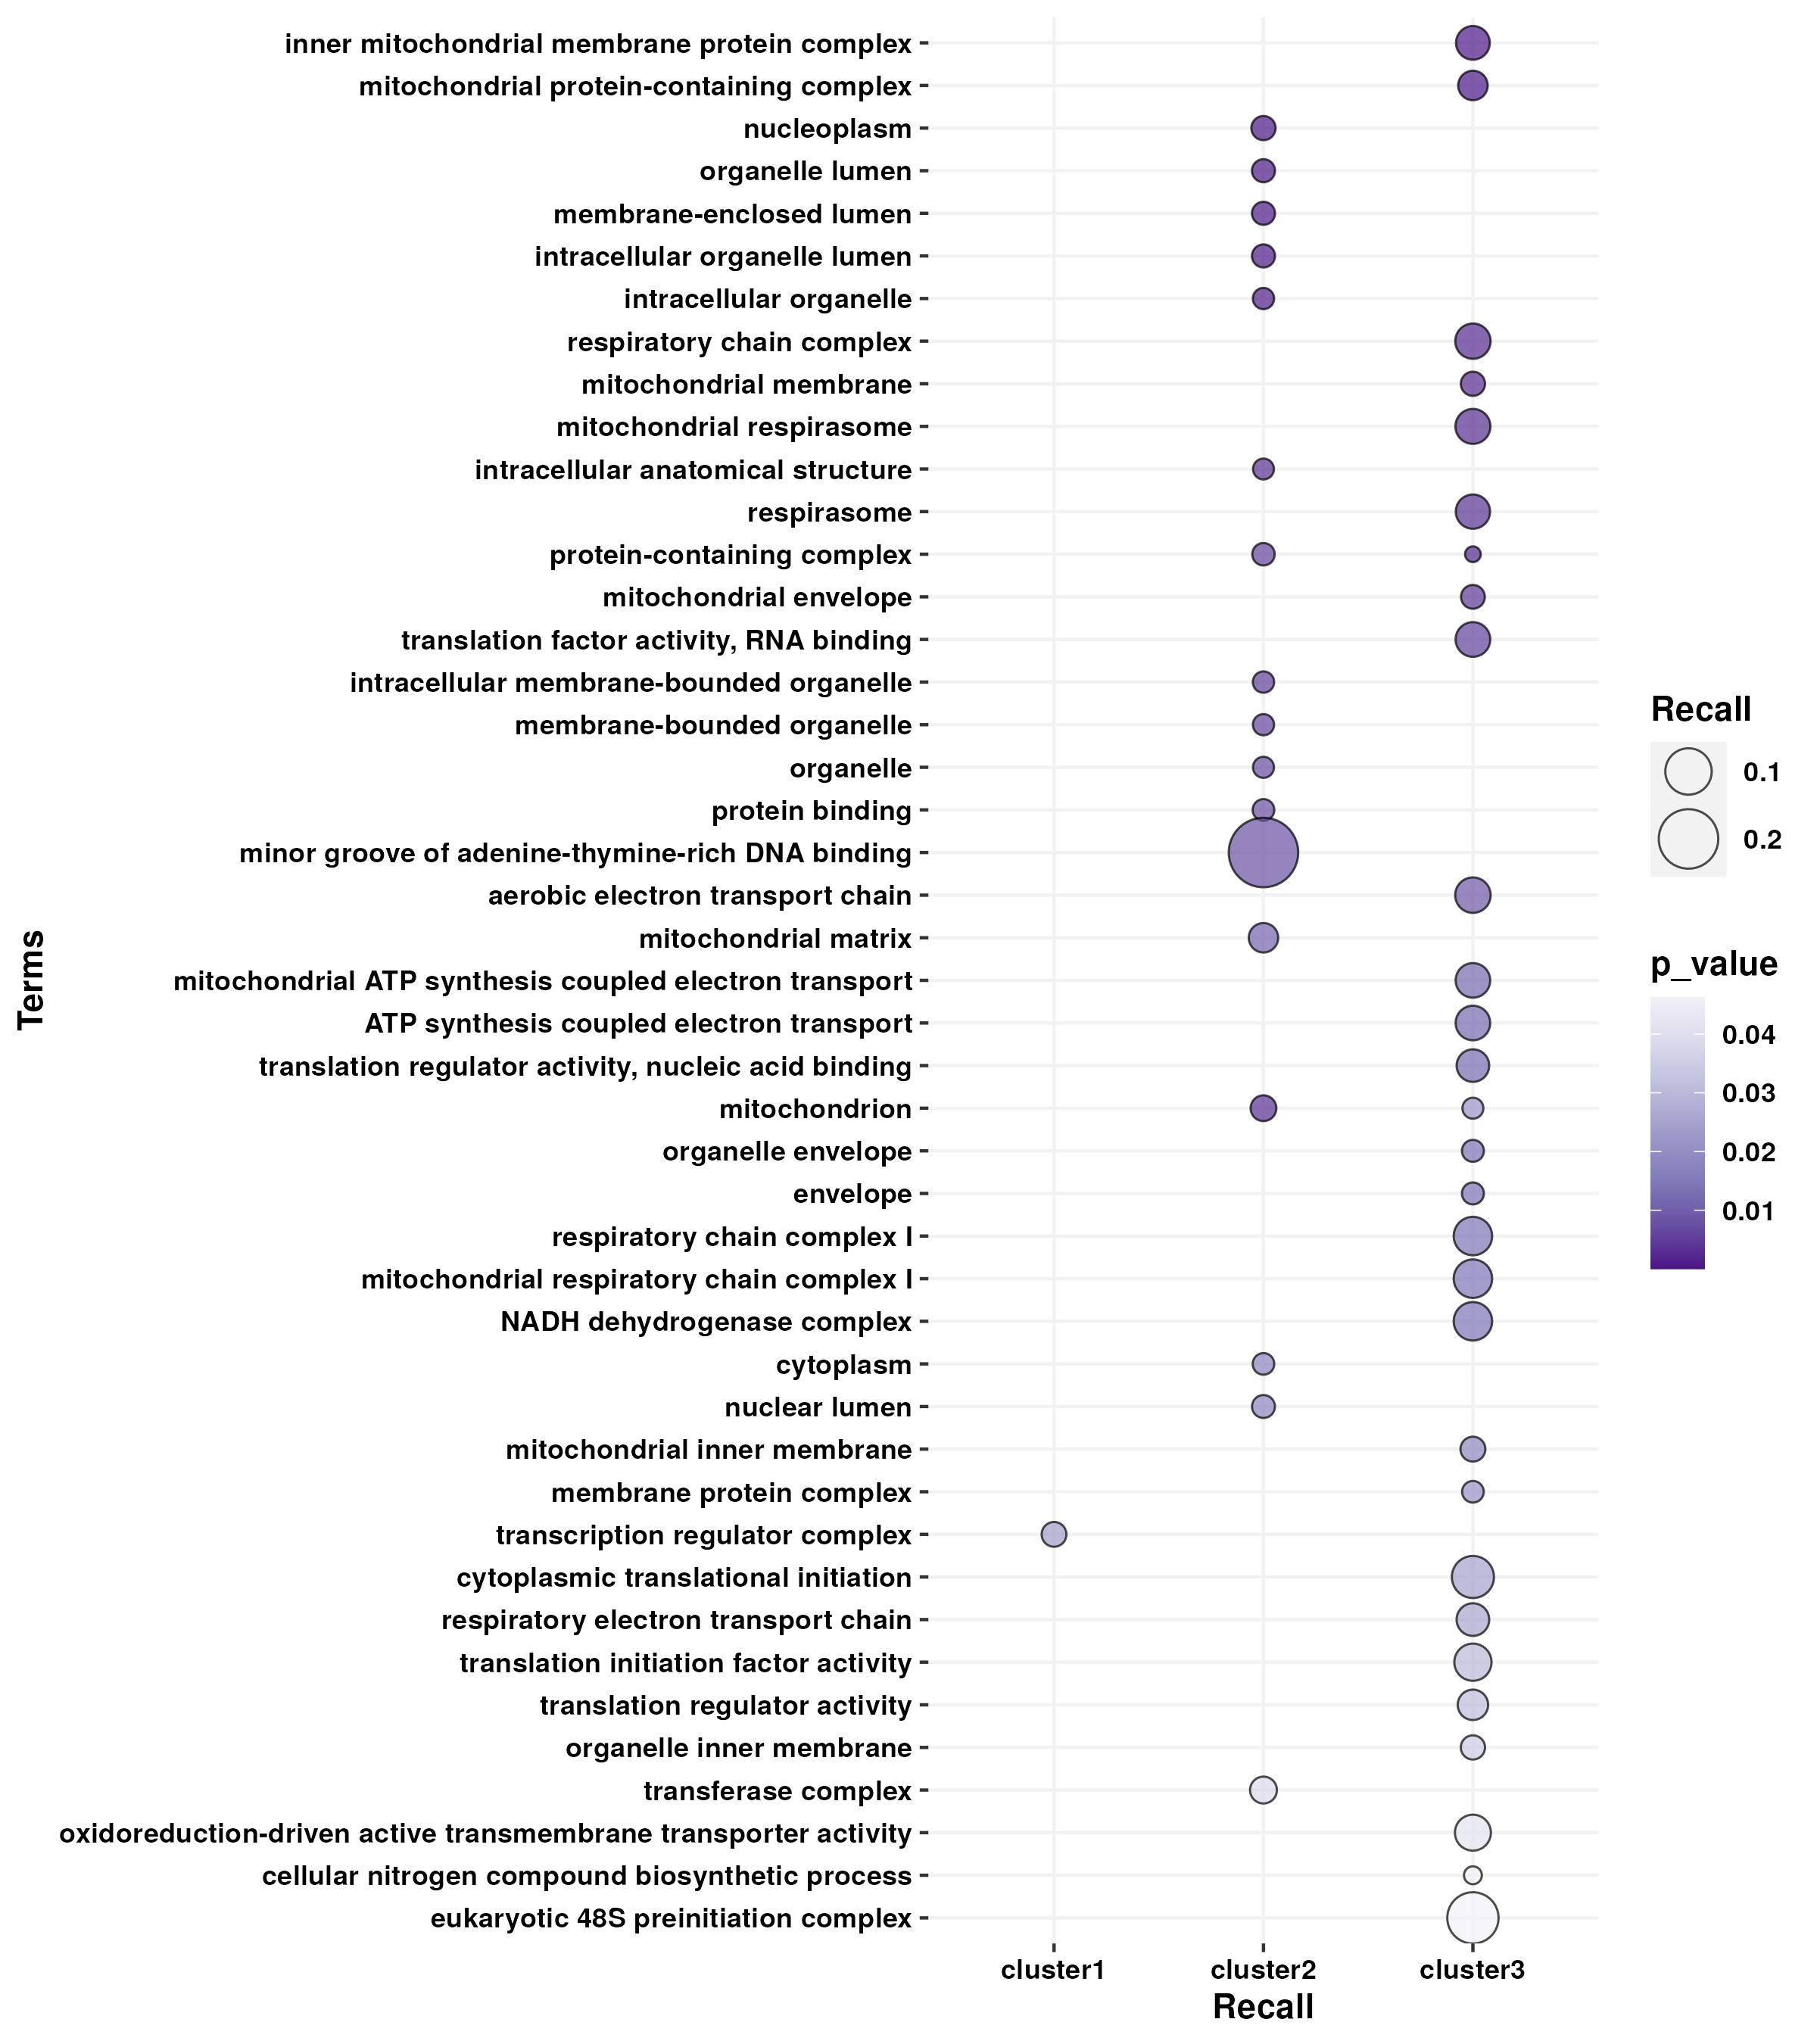 inner mitochondrial membrane protein complex
mitochondrial protein-containing complex
nucleoplasm
organelle lumen
membrane-enclosed lumen
intracellular organelle lumen
intracellular organelle
respiratory chain complex
mitochondrial membrane
mitochondrial respirasome
intracellular anatomical structure
respirasome
protein-containing complex
mitochondrial envelope
translation factor activity, RNA binding
intracellular membrane-bounded organelle
membrane-bounded organelle
organelle
protein binding
minor groove of adenine-thymine-rich DNA binding
aerobic electron transport chain
mitochondrial matrix
mitochondrial ATP synthesis coupled electron transport
ATP synthesis coupled electron transport
translation regulator activity, nucleic acid binding
mitochondrion
organelle envelope
envelope
respiratory chain complex I
mitochondrial respiratory chain complex I
NADH dehydrogenase complex
cytoplasm
nuclear lumen
mitochondrial inner membrane
membrane protein complex
transcription regulator complex
cytoplasmic translational initiation
respiratory electron transport chain
translation initiation factor activity
translation regulator activity
organelle inner membrane
transferase complex
oxidoreduction-driven active transmembrane transporter activity
cellular nitrogen compound biosynthetic process
eukaryotic 48S preinitiation complex
Terms
cluster1 cluster2 cluster3
Recall
Recall
0.1
0.2
p_value
0.04
0.03
0.02
0.01